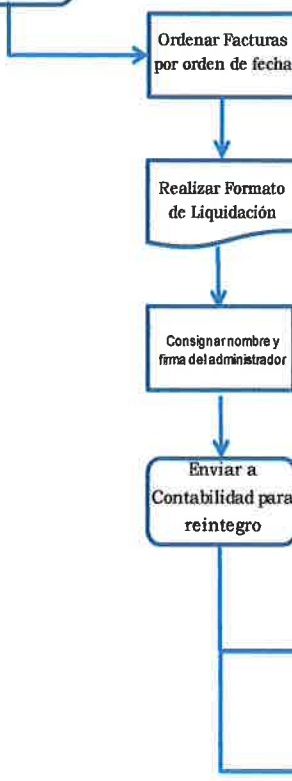 Ordenar Facturas
por orden de fecha
Realizar Formato
de Liquidación
Consignar nombre y
firma del administrador
Enviar a
Contabilidad para
reintegro